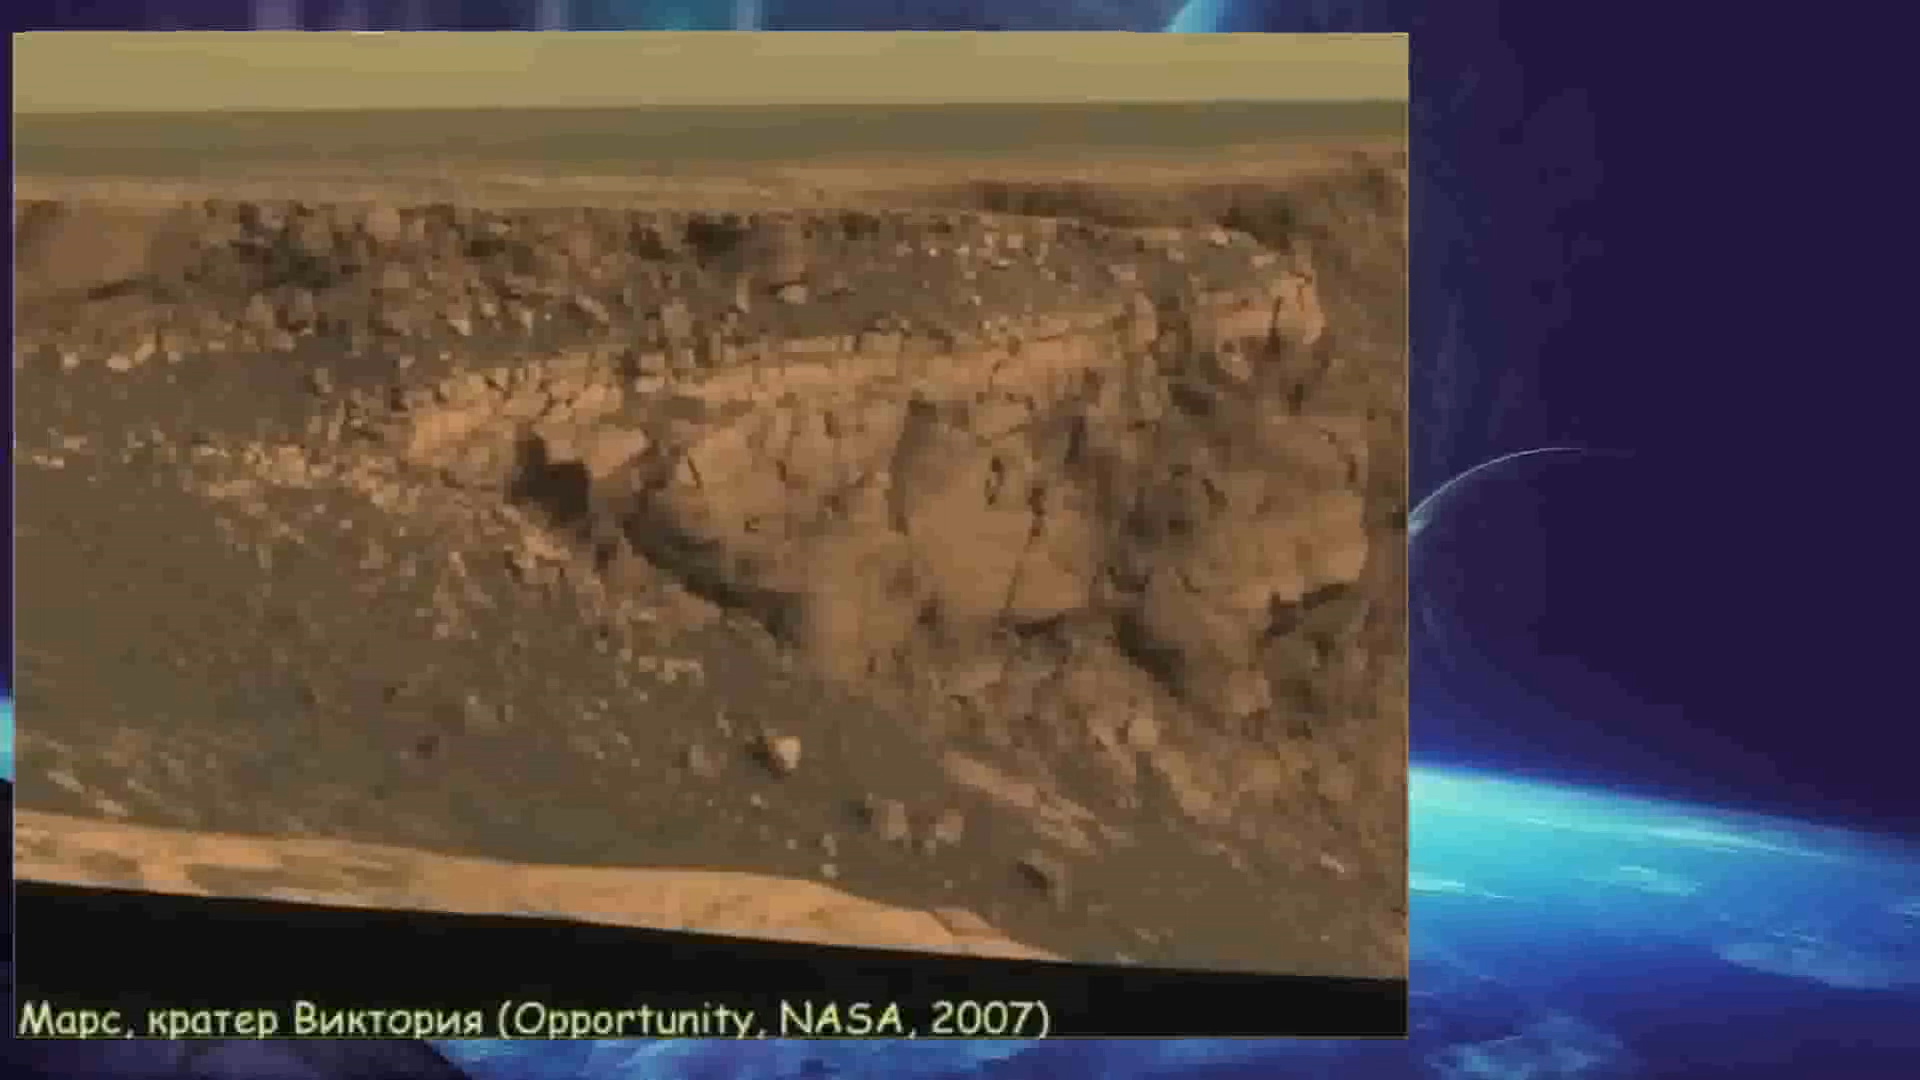 Марс, кратер Виктория (Opportunity, NASA, 2007)